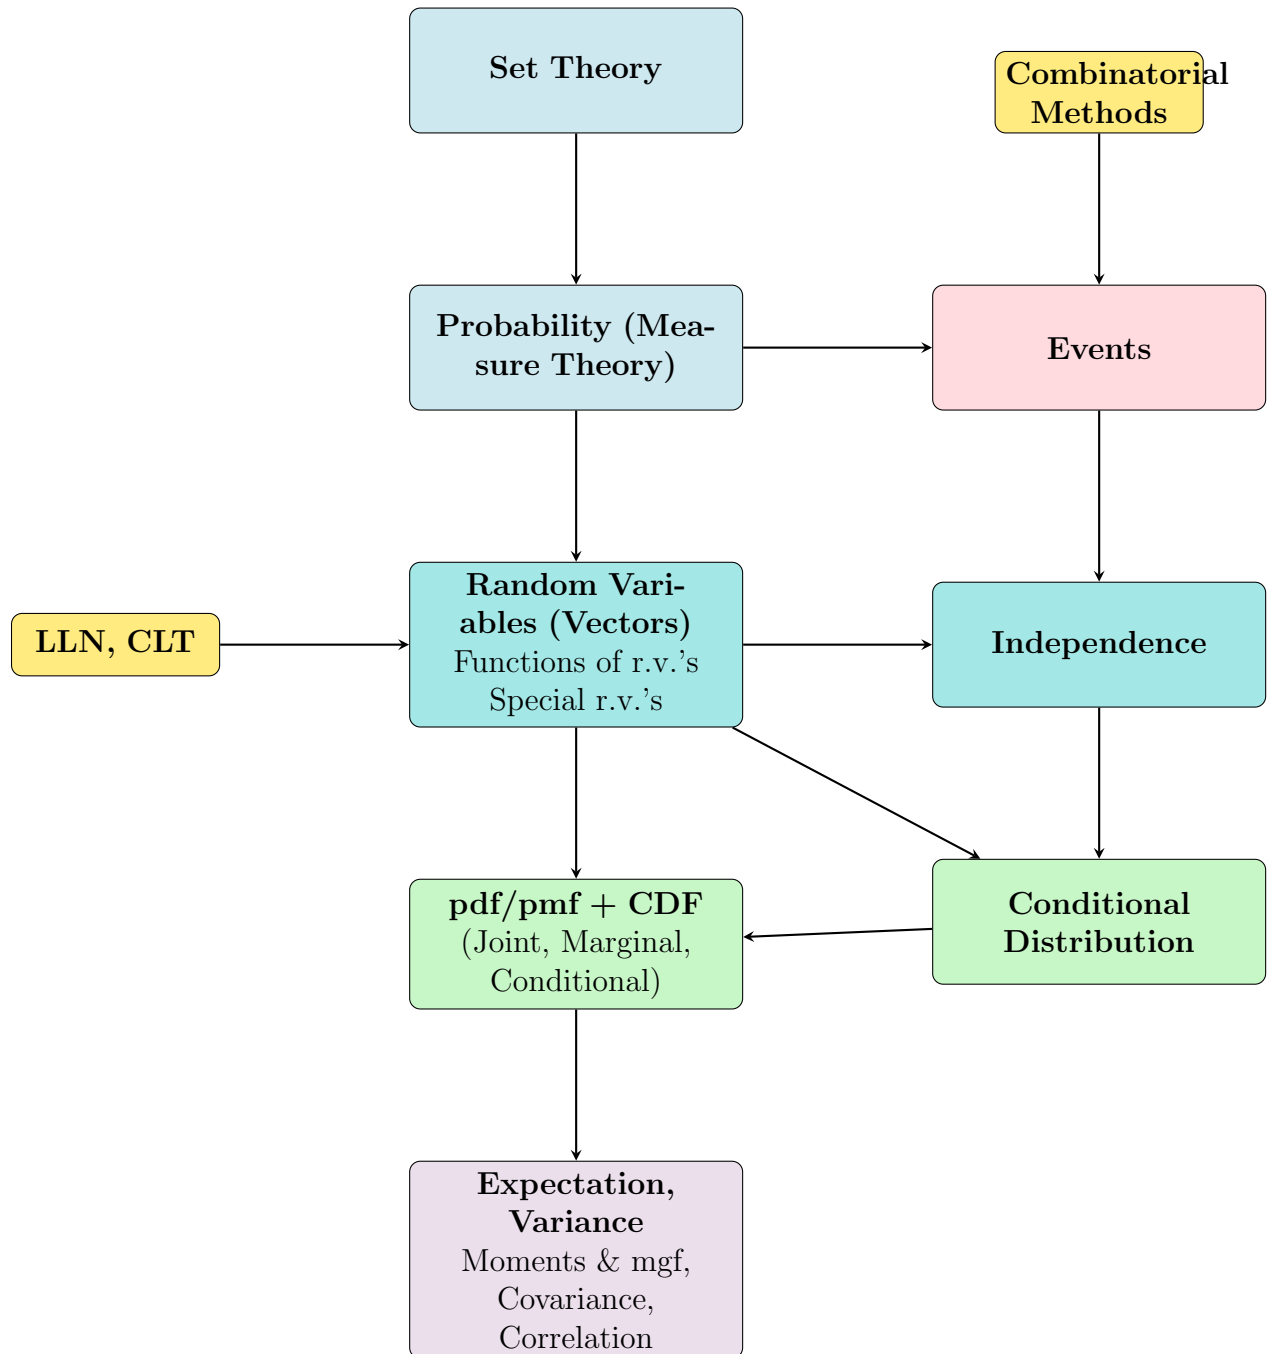 Set Theory
Combinatorial
Methods
Probability (Mea-
sure Theory)
Events
Random Vari-
ables (Vectors)
Functions of r.v.'s
Special r.v.'s
LLN, CLT
Independence
pdf/pmf + CDF
(Joint, Marginal,
Conditional)
Conditional
Distribution
Expectation,
Variance
Moments & mgf,
Covariance,
Correlation